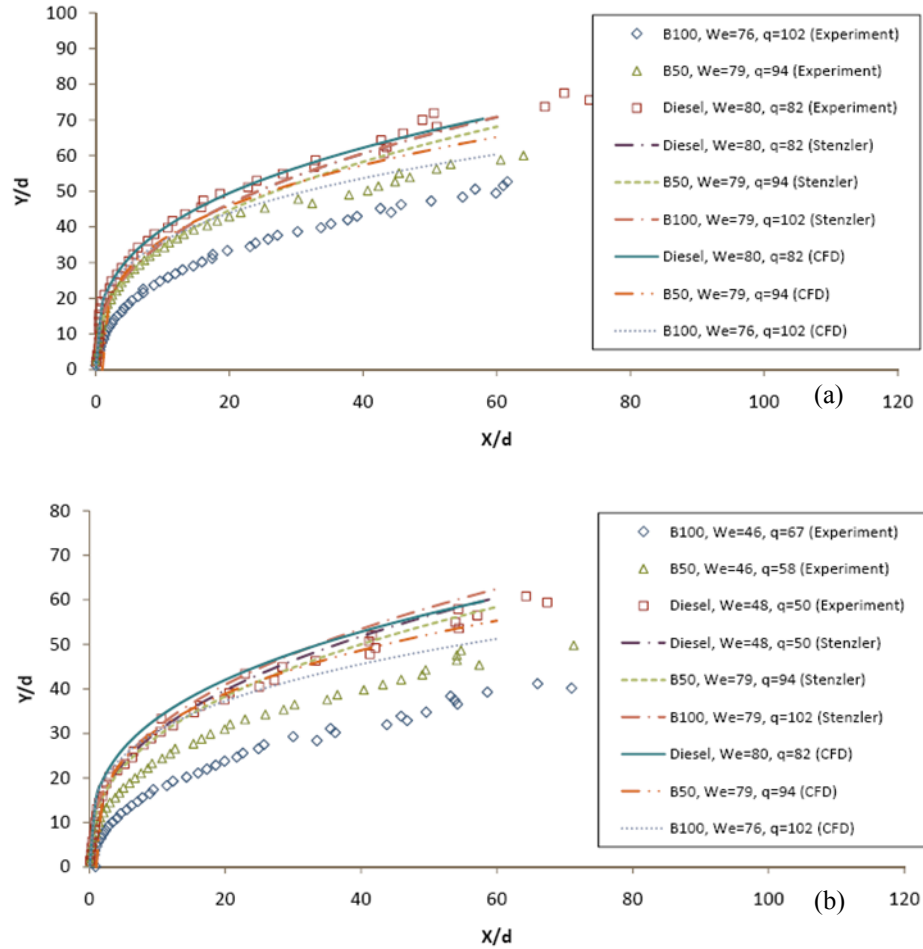 100
90
80
70
60
50
40
30
20
10
0
Y/d
0 20 40 60 80 100 120
X/d
B100, We=76, q=102 (Experiment)
B50, We=79, q=94 (Experiment)
Diesel, We=80, q=82 (Experiment)
Diesel, We=80, q=82 (Stenzler)
B50, We=79, q=94 (Stenzler)
B100, We=79, q=102 (Stenzler)
Diesel, We=80, q=82 (CFD)
B50, We=79, q=94 (CFD)
B100, We=76, q=102 (CFD)
(a)
80
70
60
50
40
30
20
10
0
Y/d
0 20 40 60 80 100 120
X/d
B100, We=46, q=67 (Experiment)
B50, We=46, q=58 (Experiment)
Diesel, We=48, q=50 (Experiment)
Diesel, We=48, q=50 (Stenzler)
B50, We=79, q=94 (Stenzler)
B100, We=79, q=102 (Stenzler)
Diesel, We=80, q=82 (CFD)
B50, We=79, q=94 (CFD)
B100, We=76, q=102 (CFD)
(b)